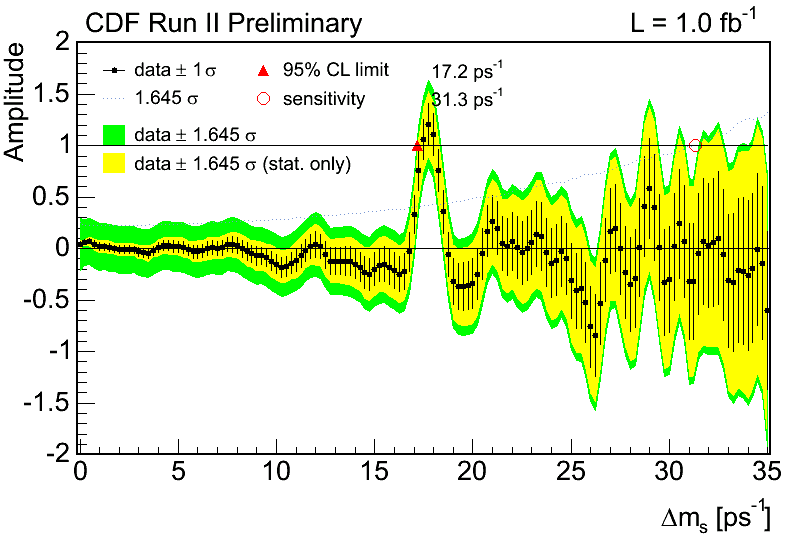 CDF Run II Preliminary L = 1.0 fb⁻¹
Amplitude
2
1.5
1
0.5
0
-0.5
-1
-1.5
-2
data ± 1 σ
1.645 σ
data ± 1.645 σ
data ± 1.645 σ (stat. only)
95% CL limit 17.2 ps⁻¹
sensitivity 31.3 ps⁻¹
0 5 10 15 20 25 30 35
Δmₛ [ps⁻¹]